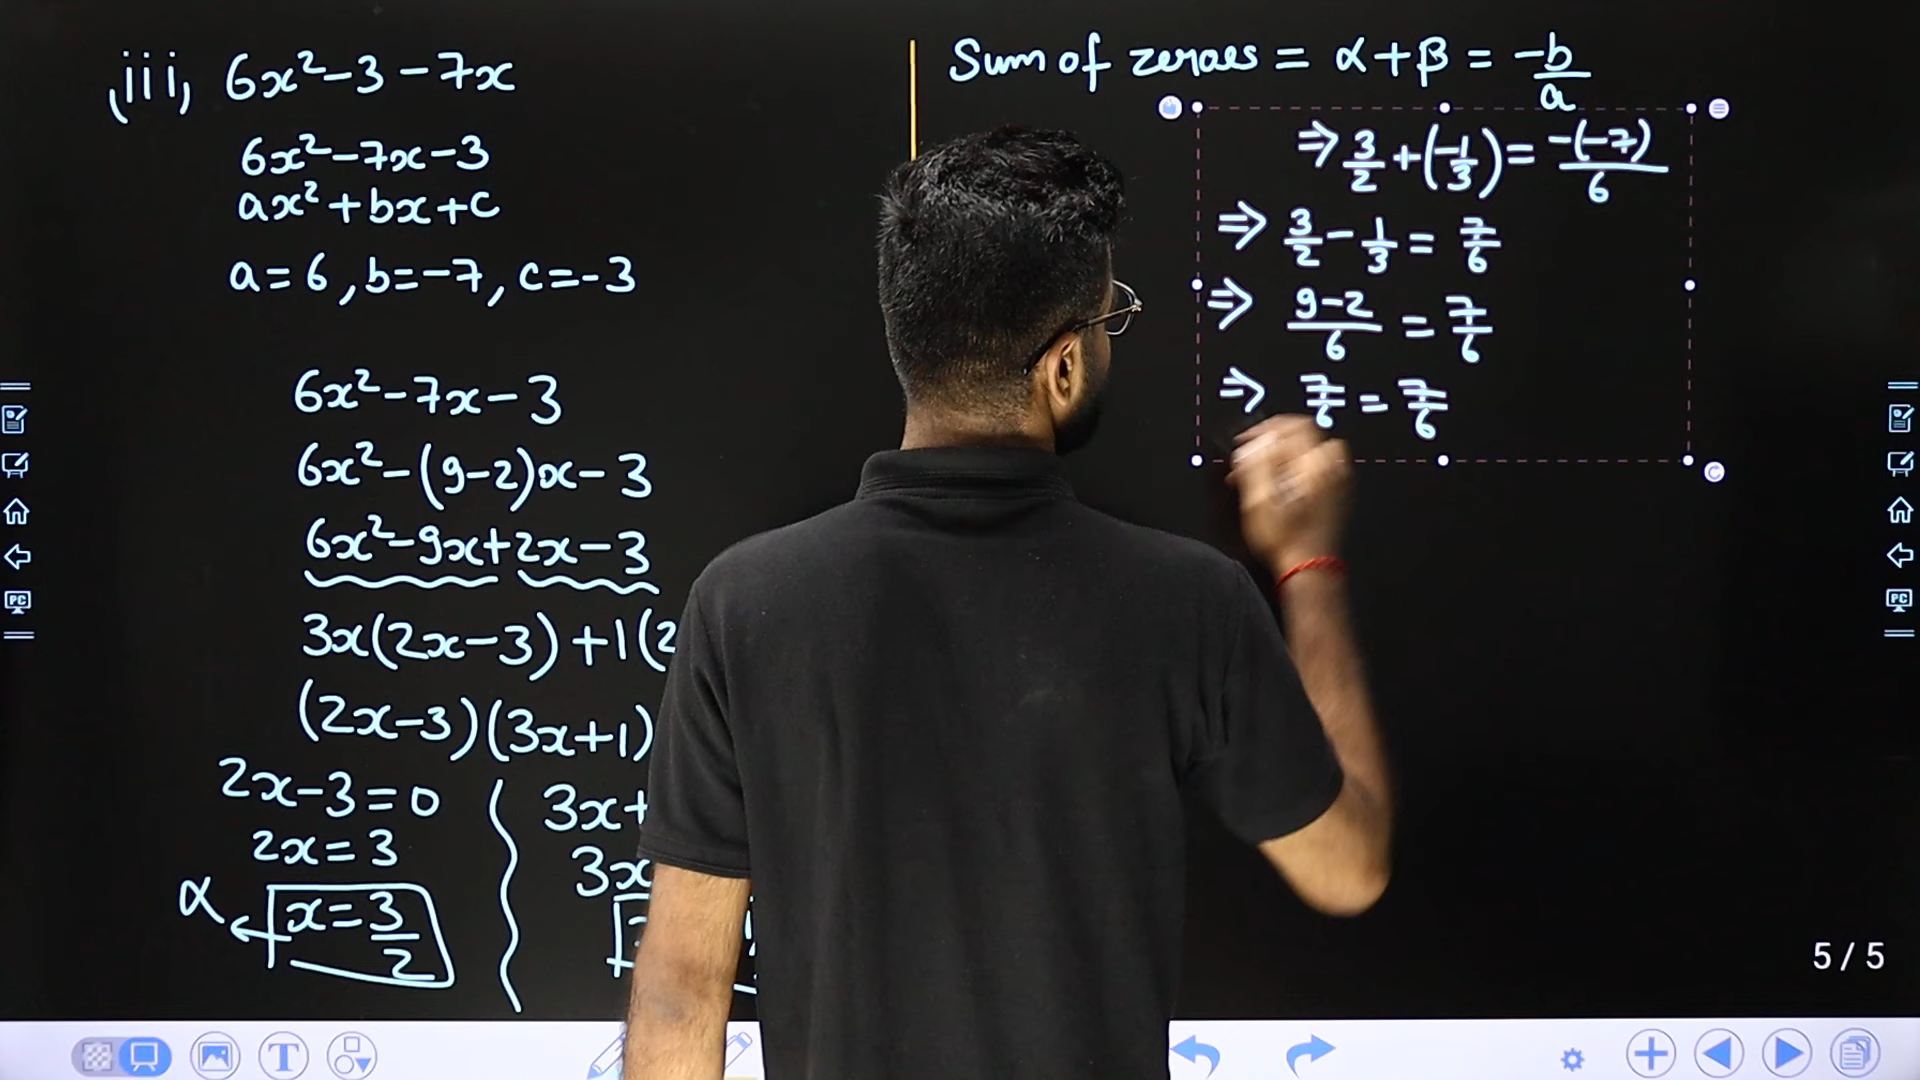 (iii) 6x²-3-7x
6x²-7x-3
ax²+bx+c
a=6, b=-7, c=-3
6x²-7x-3
6x²-(9-2)x-3
6x²-9x+2x-3
3x(2x-3)+1(2
(2x-3)(3x+1)
2x-3=0
2x=3
α ← x=3/2
3x+
3x
Sum of zeroes = α+β = -b/a
⇒ 3/2+(-1/3)= -(-7)/6
⇒ 3/2-1/3= 7/6
⇒ 9-2/6 = 7/6
⇒ 7/6 = 7/6
PC
PC
5/5
T